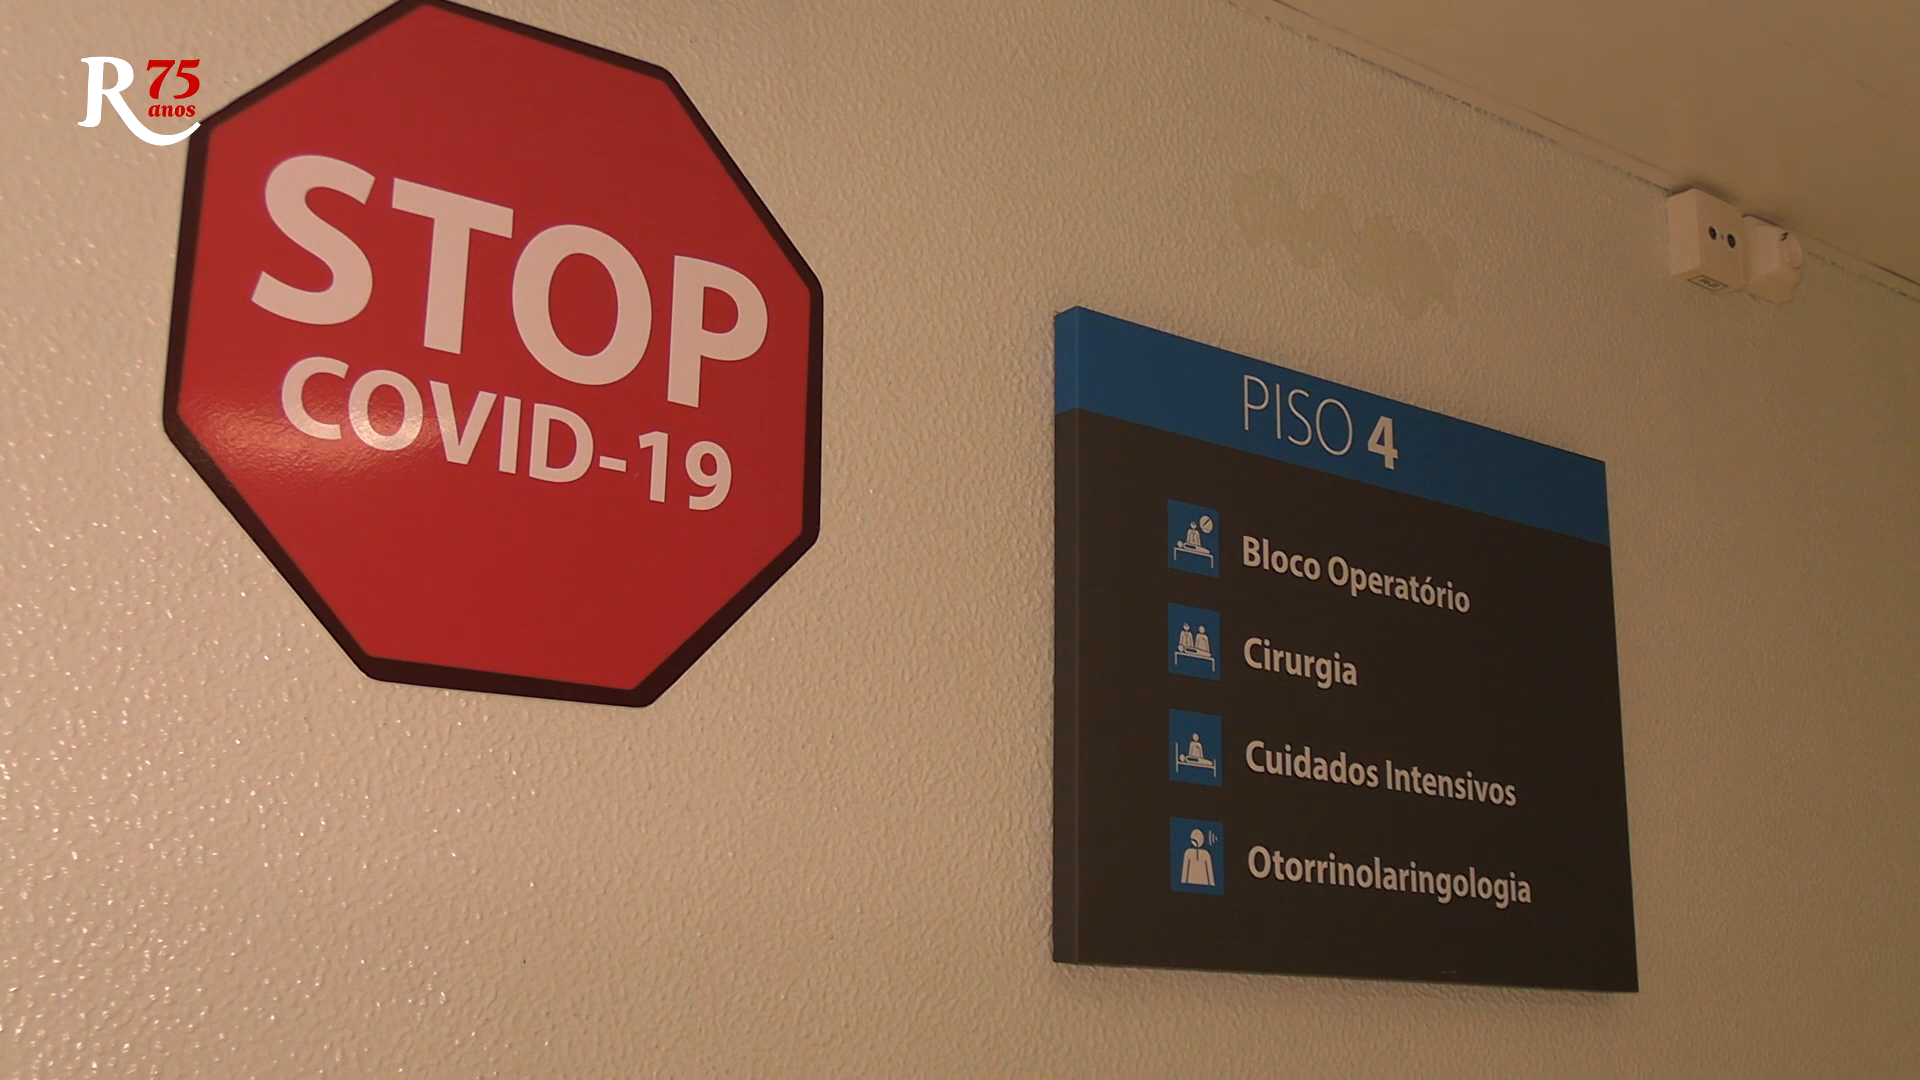 R 75
anos
STOP
COVID-19
PISO 4
Bloco Operatório
Cirurgia
Cuidados Intensivos
Otorrinolaringologia